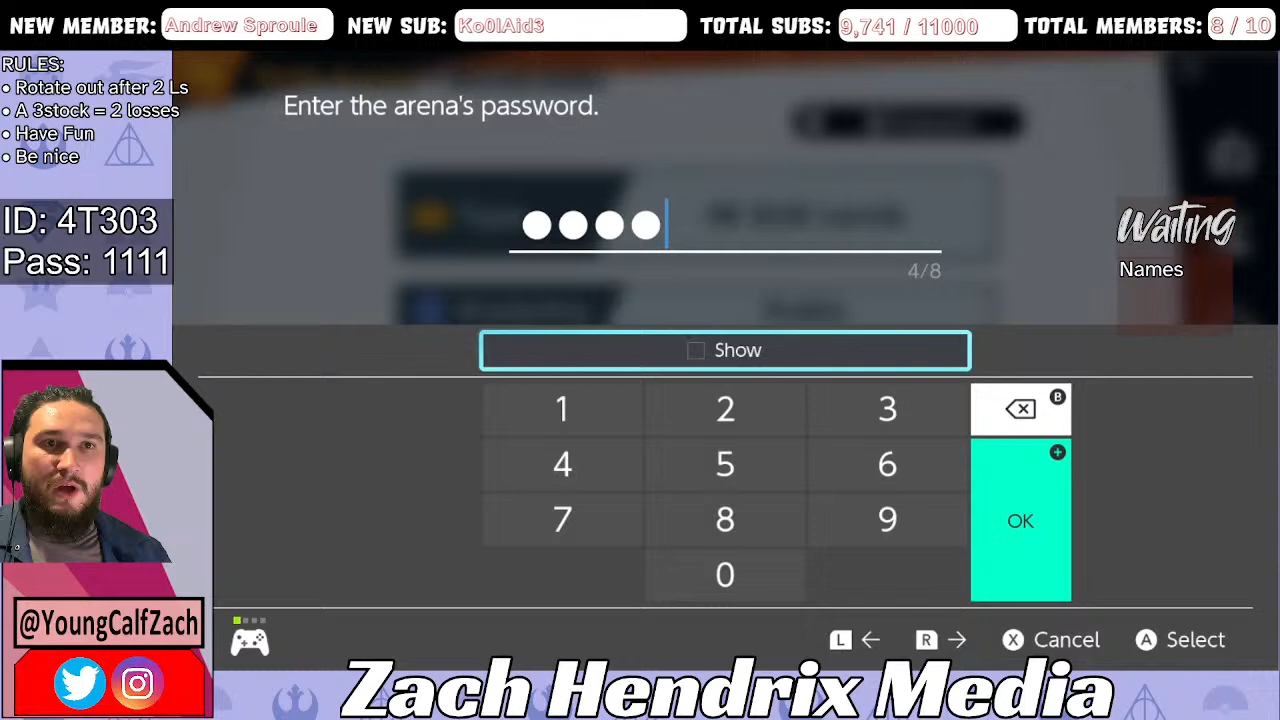 NEW MEMBER: Andrew Sproule NEW SUB: Ko0lAid3 TOTAL SUBS: 9,741 / 11000 TOTAL MEMBERS: 8 / 10
RULES:
• Rotate out after 2 Ls
• A 3stock = 2 losses
• Have Fun
• Be nice
ID: 4T303
Pass: 1111
Enter the arena's password.
4/8
Waiting
Names
Show
1 2 3 B
4 5 6 +
7 8 9 OK
0
L ← R → X Cancel A Select
@YoungCalfZach
Zach Hendrix Media